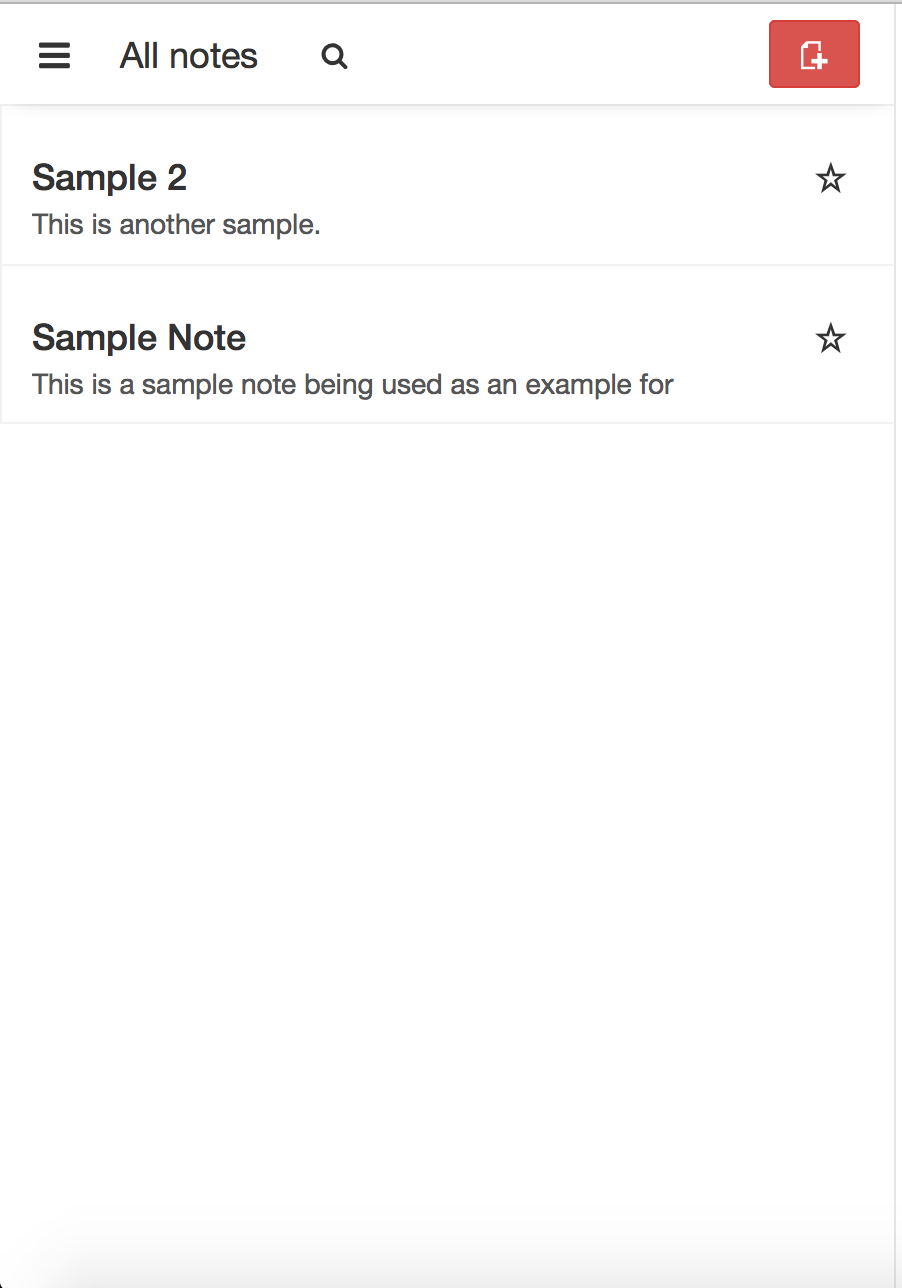 All notes
Sample 2
This is another sample.
Sample Note
This is a sample note being used as an example for